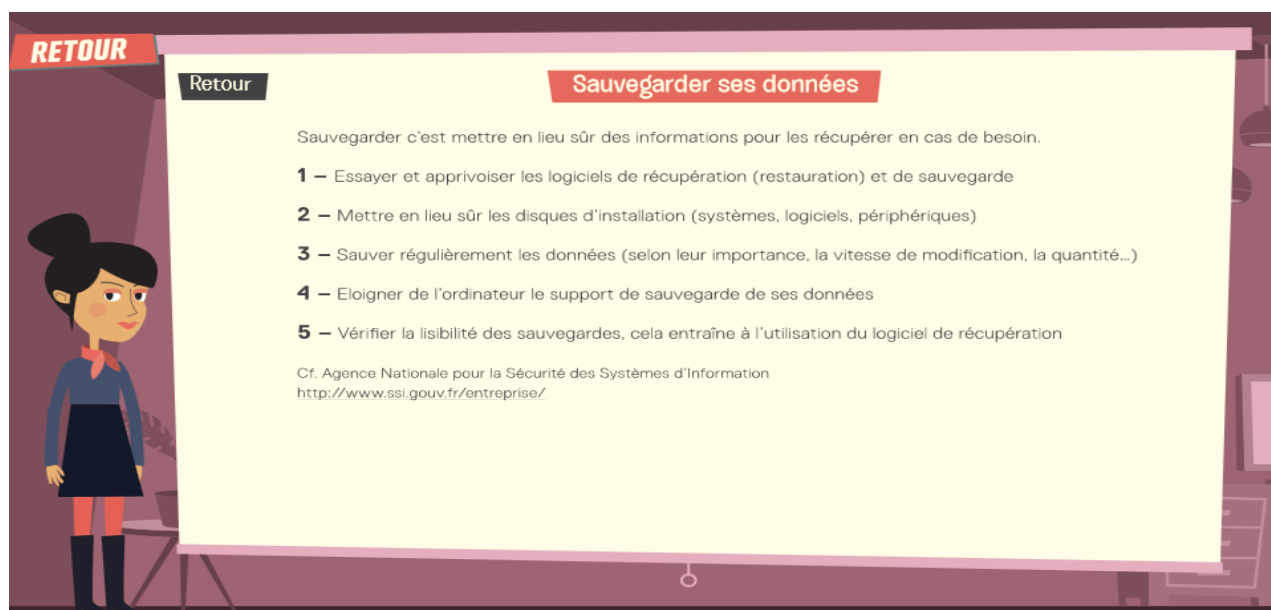 RETOUR
Retour
Sauvegarder ses données
Sauvegarder c'est mettre en lieu sûr des informations pour les récupérer en cas de besoin.
1 – Essayer et apprivoiser les logiciels de récupération (restauration) et de sauvegarde
2 – Mettre en lieu sûr les disques d'installation (systèmes, logiciels, périphériques)
3 – Sauver régulièrement les données (selon leur importance, la vitesse de modification, la quantité...)
4 – Eloigner de l'ordinateur le support de sauvegarde de ses données
5 – Vérifier la lisibilité des sauvegardes, cela entraîne à l'utilisation du logiciel de récupération
Cf. Agence Nationale pour la Sécurité des Systèmes d'Information
http://www.ssi.gouv.fr/entreprise/